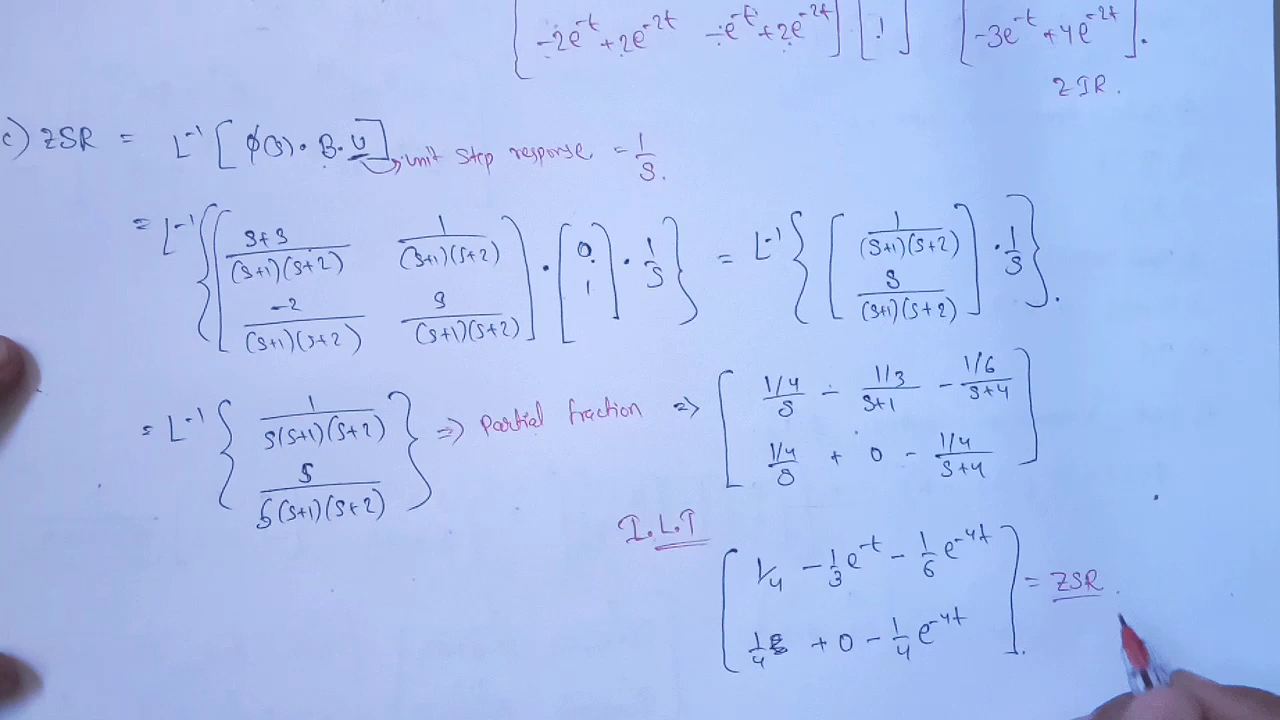 -2e^-t + 2e^-2t   -e^-t + 2e^-2t ] [ 1 ]   [ -3e^-t + 4e^-2t ].
ZIR.
c) ZSR = L^-1 [ ϕ(s) · B · U ] unit step response = 1/s.
= L^-1 { [ s+3/(s+1)(s+2)   1/(s+1)(s+2) ; -2/(s+1)(s+2)   s/(s+1)(s+2) ] · [ 0 ; 1 ] · 1/s } = L^-1 { [ 1/(s+1)(s+2) ; s/(s+1)(s+2) ] · 1/s }.
= L^-1 { 1/s(s+1)(s+2) ; s/s(s+1)(s+2) } => Partial fraction => [ 1/4/s - 1/3/s+1 - 1/6/s+4 ; 1/4/s + 0 - 1/4/s+4 ]
I.L.T
[ 1/4 - 1/3 e^-t - 1/6 e^-4t ; 1/4 + 0 - 1/4 e^-4t ] = ZSR.